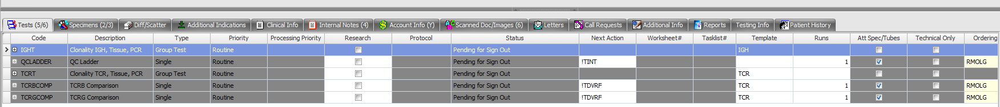 Tests (5/6) Specimens (2/3) Diff/Scatter Additional Indications Clinical Info Internal Notes (4) Account Info (Y) Scanned Doc/Images (6) Letters Call Requests Additional Info Reports Testing Info Patient History
Code Description Type Priority Processing Priority Research Protocol Status Next Action Worksheet# Tasklist# Template Runs Att Spec/Tubes Technical Only Ordering
IGHT Clonality IGH, Tissue, PCR Group Test Routine Pending for Sign Out IGH
QCLADDER QC Ladder Single Routine Pending for Sign Out !TINT 1 RMOLG
TCRT Clonality TCR, Tissue, PCR Group Test Routine Pending for Sign Out TCR
TCRBCOMP TCRB Comparison Single Routine Pending for Sign Out !TDVRF TCR 1 RMOLG
TCRGCOMP TCRG Comparison Single Routine Pending for Sign Out !TDVRF TCR 1 RMOLG